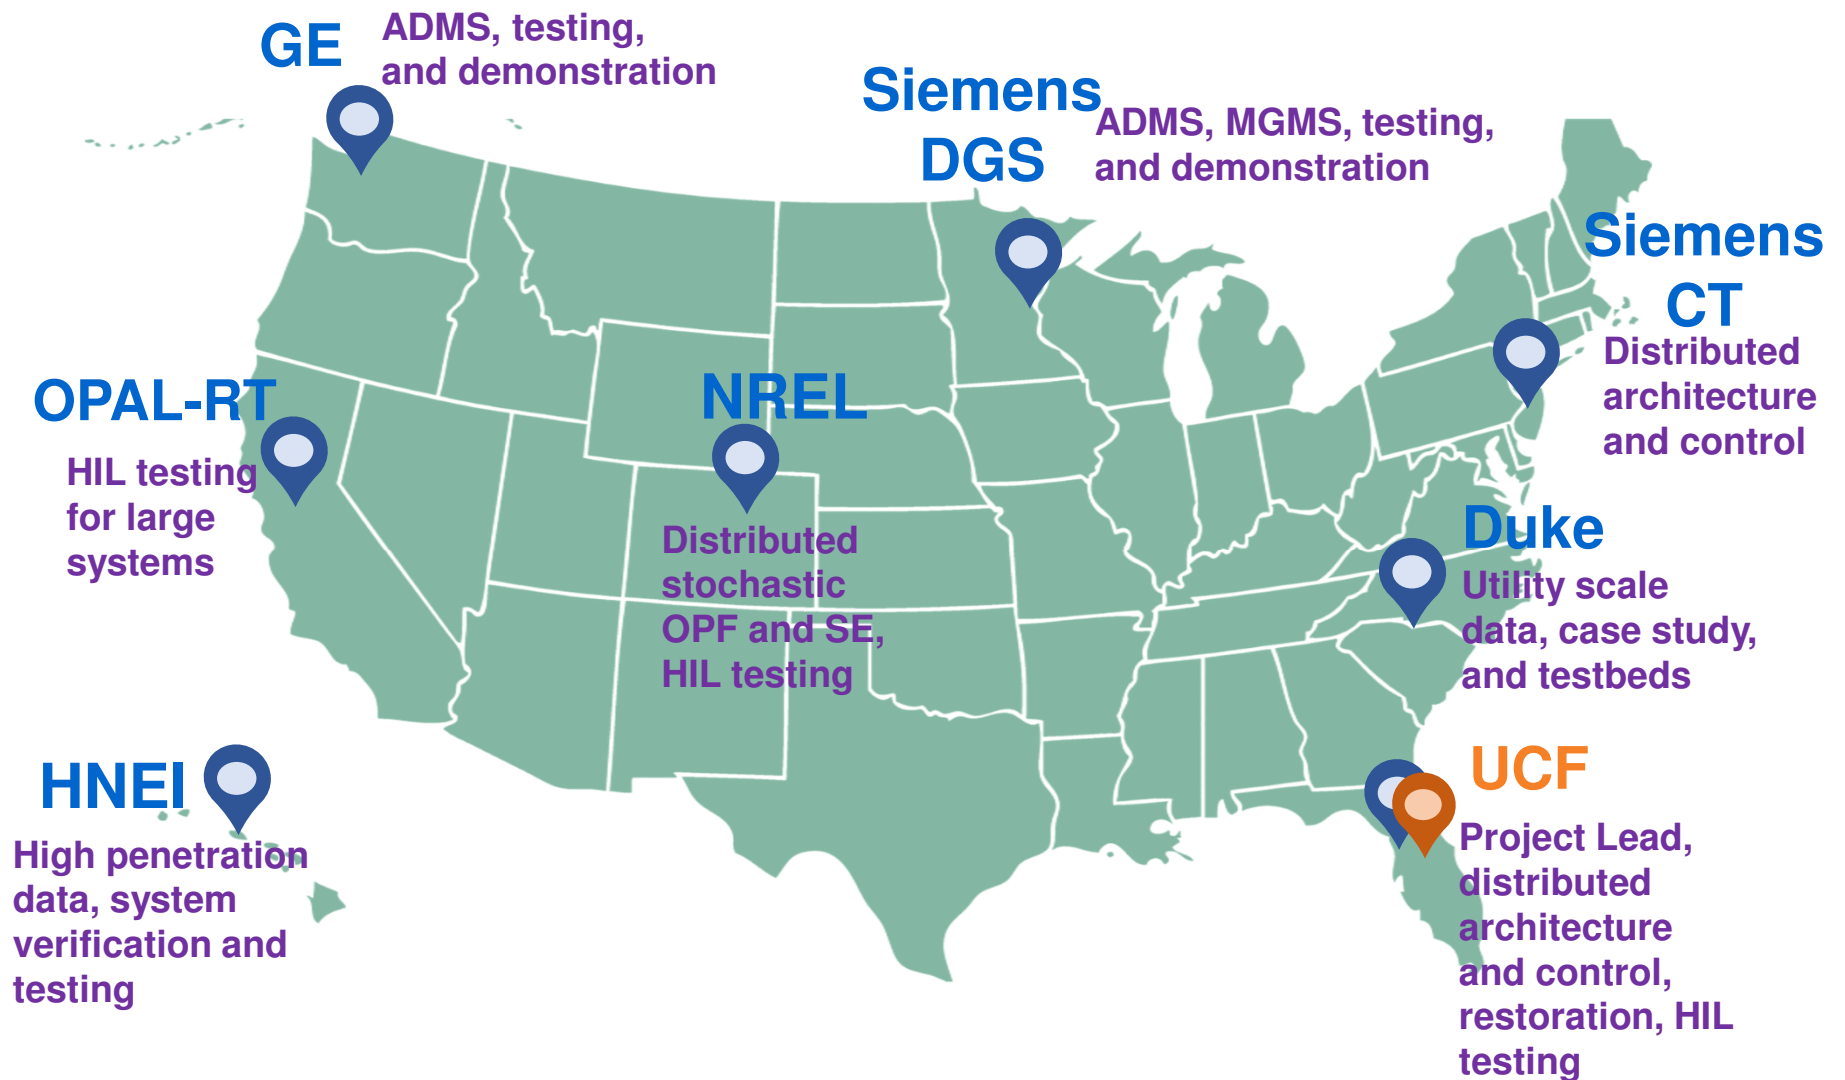 GE
ADMS, testing,
and demonstration
Siemens
DGS
ADMS, MGMS, testing,
and demonstration
Siemens
CT
Distributed
architecture
and control
OPAL-RT
HIL testing
for large
systems
NREL
Distributed
stochastic
OPF and SE,
HIL testing
Duke
Utility scale
data, case study,
and testbeds
HNEI
High penetration
data, system
verification and
testing
UCF
Project Lead,
distributed
architecture
and control,
restoration, HIL
testing